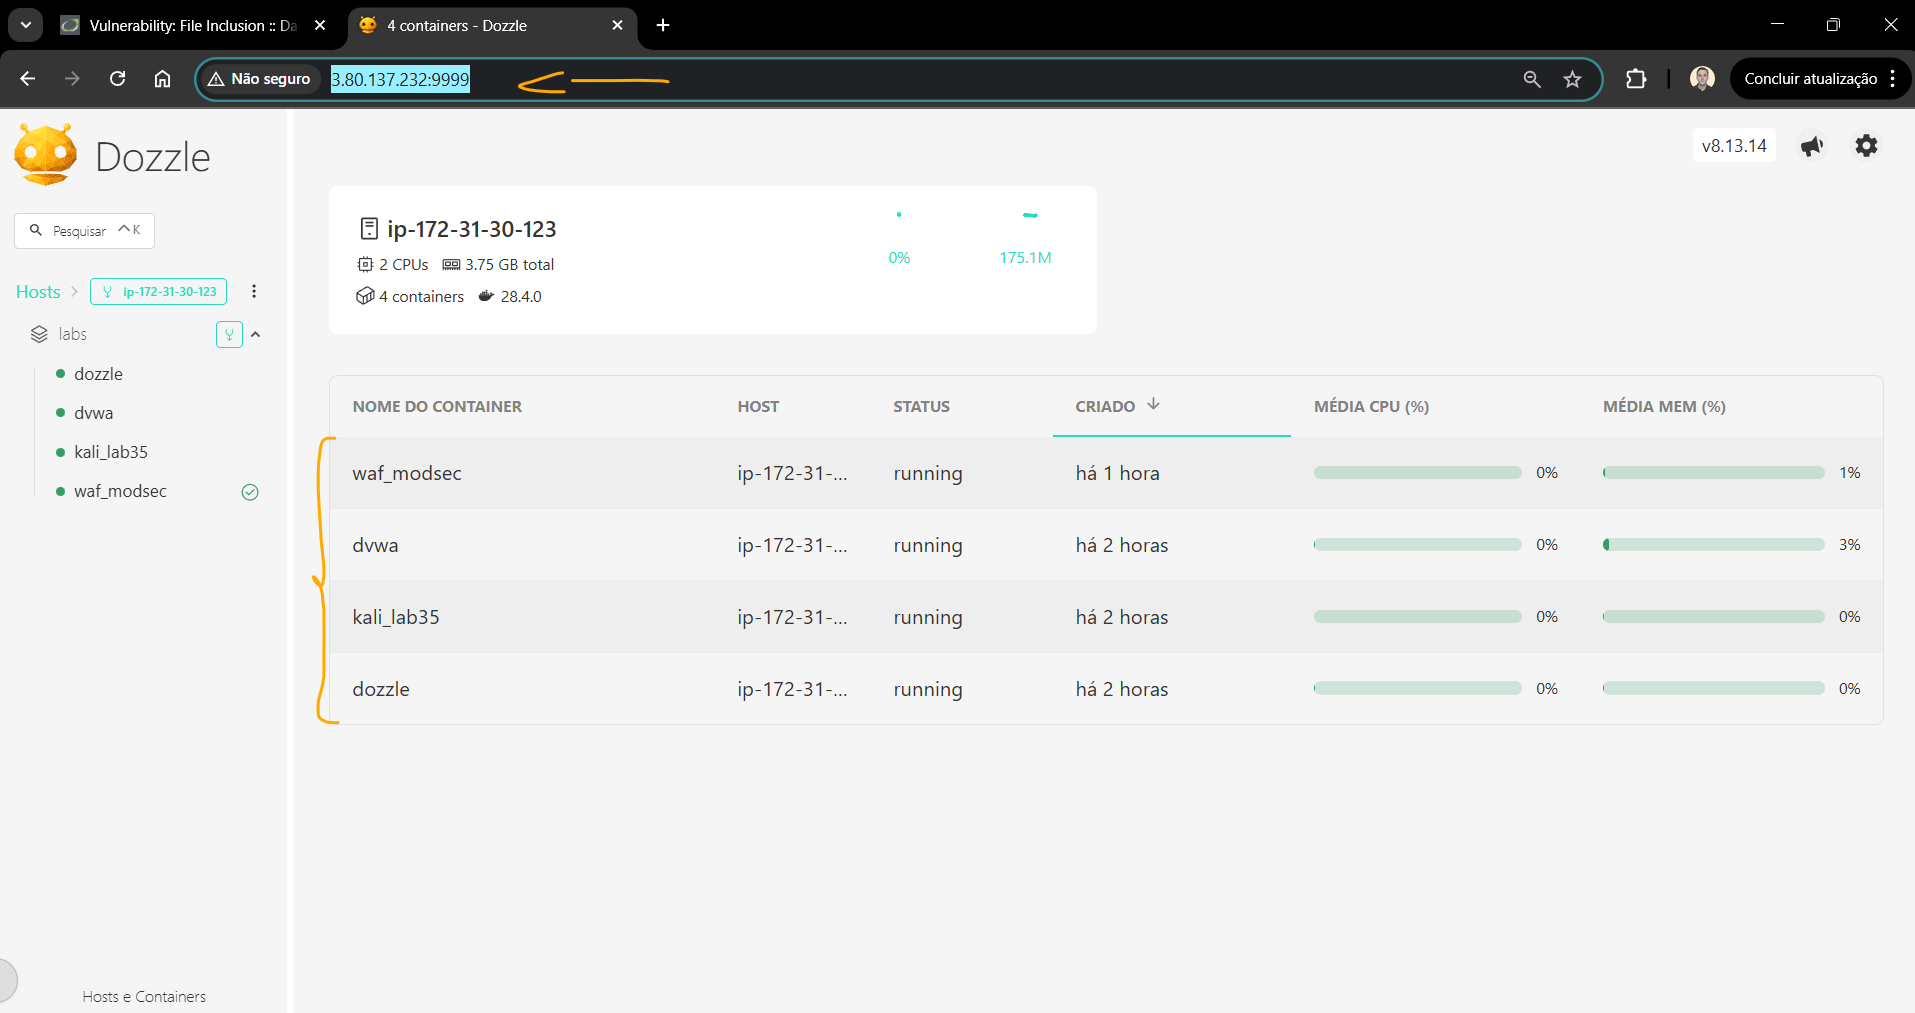 Vulnerability: File Inclusion :: Da
4 containers - Dozzle
Não seguro
3.80.137.232:9999
Concluir atualização
Dozzle
v8.13.14
Pesquisar
K
Hosts
ip-172-31-30-123
labs
dozzle
dvwa
kali_lab35
waf_modsec
ip-172-31-30-123
2 CPUs
3.75 GB total
4 containers
28.4.0
0%
175.1M
NOME DO CONTAINER HOST STATUS CRIADO MÉDIA CPU (%) MÉDIA MEM (%)
waf_modsec ip-172-31-... running há 1 hora 0% 1%
dvwa ip-172-31-... running há 2 horas 0% 3%
kali_lab35 ip-172-31-... running há 2 horas 0% 0%
dozzle ip-172-31-... running há 2 horas 0% 0%
Hosts e Containers